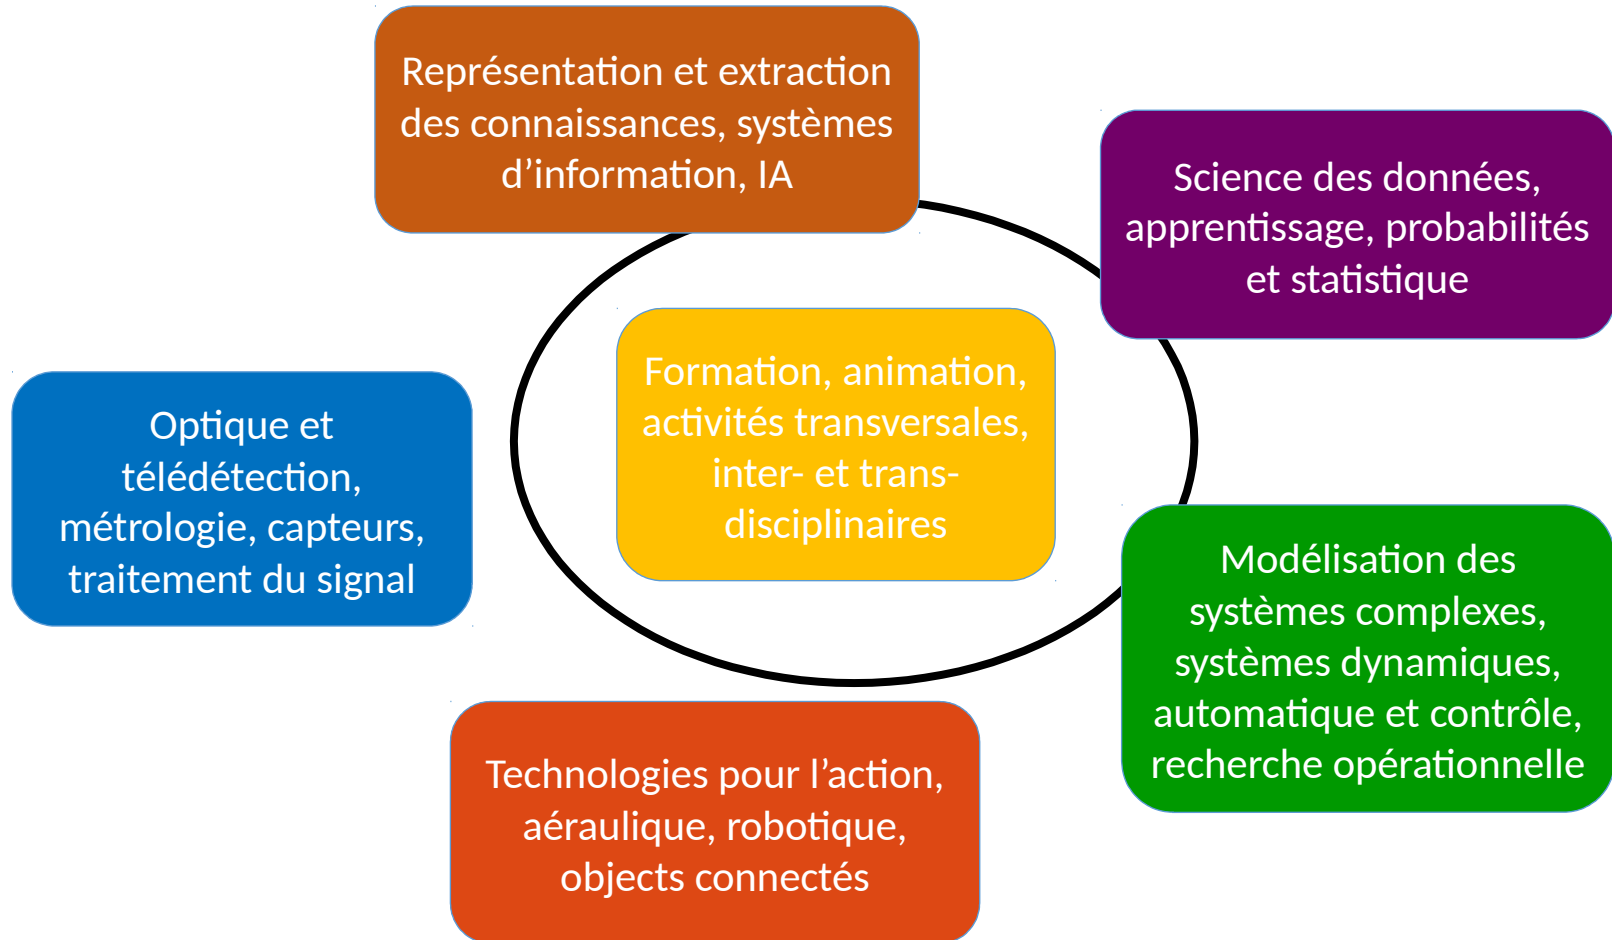 Représentation et extraction
des connaissances, systèmes
d’information, IA
Science des données,
apprentissage, probabilités
et statistique
Formation, animation,
activités transversales,
inter- et trans-
disciplinaires
Optique et
télédétection,
métrologie, capteurs,
traitement du signal
Modélisation des
systèmes complexes,
systèmes dynamiques,
automatique et contrôle,
recherche opérationnelle
Technologies pour l’action,
aéraulique, robotique,
objects connectés